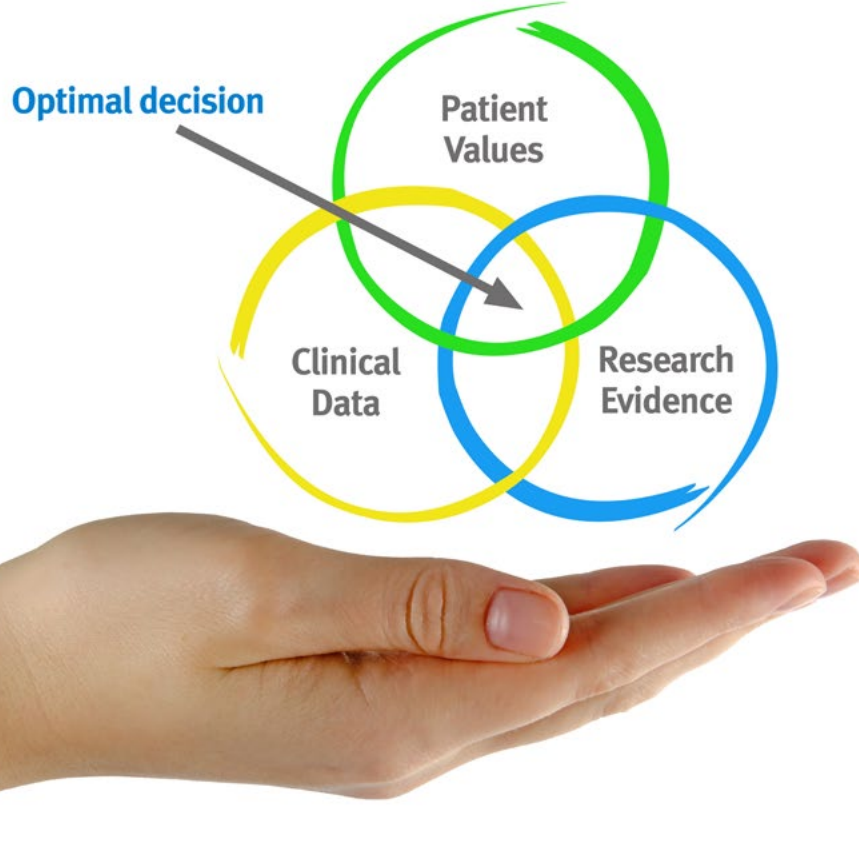 Optimal decision
Patient
Values
Clinical
Data
Research
Evidence